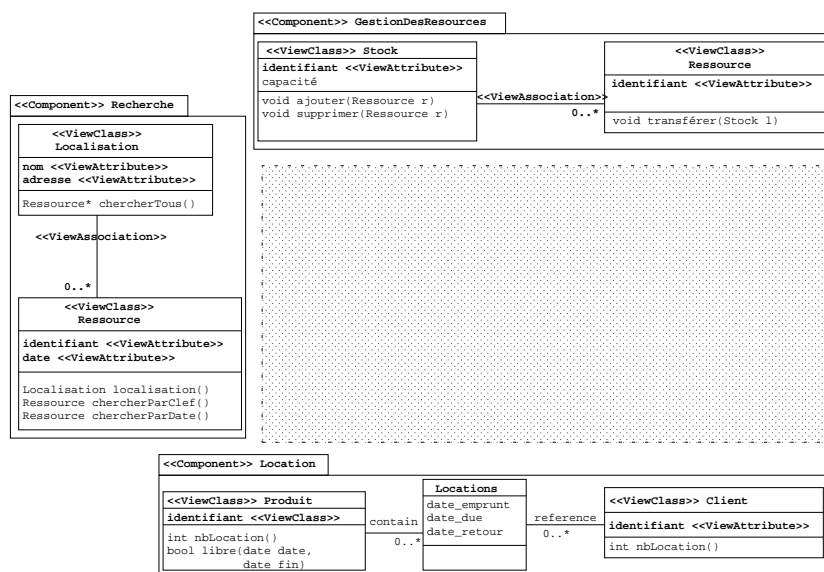 <<Component>> GestionDesResources
<<ViewClass>> Stock
identifiant <<ViewAttribute>>
capacité
void ajouter(Ressource r)
void supprimer(Ressource r)
<<ViewAssociation>>
0..*
<<ViewClass>>
Ressource
identifiant <<ViewAttribute>>
void transférer(Stock l)
<<Component>> Recherche
<<ViewClass>>
Localisation
nom <<ViewAttribute>>
adresse <<ViewAttribute>>
Ressource* chercherTous()
<<ViewAssociation>>
0..*
<<ViewClass>>
Ressource
identifiant <<ViewAttribute>>
date <<ViewAttribute>>
Localisation localisation()
Ressource chercherParClef()
Ressource chercherParDate()
<<Component>> Location
<<ViewClass>> Produit
identifiant <<ViewClass>>
int nbLocation()
bool libre(date date,
date fin)
contain
0..*
Locations
date_emprunt
date_due
date_retour
reference
0..*
<<ViewClass>> Client
identifiant <<ViewAttribute>>
int nbLocation()